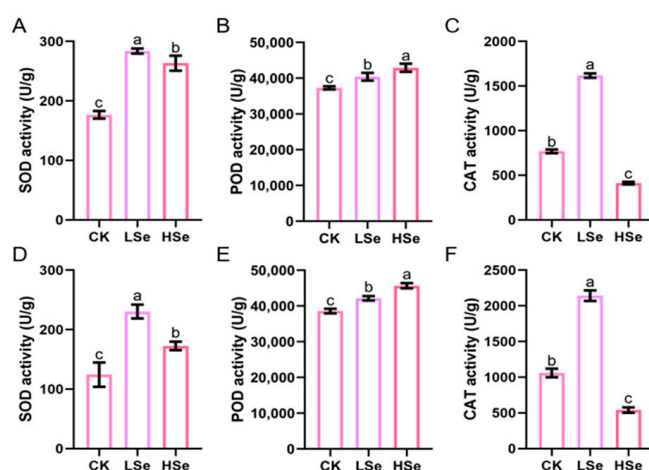 A
SOD activity (U/g)
300
200
100
0
c
a
b
CK LSe HSe
B
POD activity (U/g)
50,000
40,000
30,000
20,000
10,000
0
c
b
a
CK LSe HSe
C
CAT activity (U/g)
2000
1500
1000
500
0
b
a
c
CK LSe HSe
D
SOD activity (U/g)
300
200
100
0
c
a
b
CK LSe HSe
E
POD activity (U/g)
50,000
40,000
30,000
20,000
10,000
0
c
b
a
CK LSe HSe
F
CAT activity (U/g)
2500
2000
1500
1000
500
0
b
a
c
CK LSe HSe